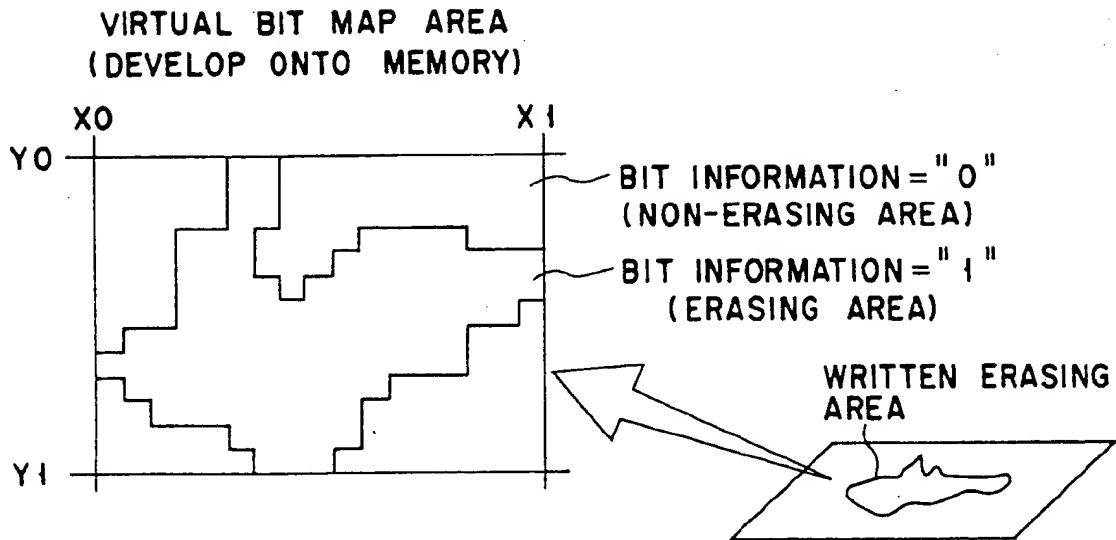 VIRTUAL BIT MAP AREA
(DEVELOP ONTO MEMORY)
X0 X1
Y0
BIT INFORMATION="0"
(NON-ERASING AREA)
BIT INFORMATION="1"
(ERASING AREA)
WRITTEN ERASING
AREA
Y1